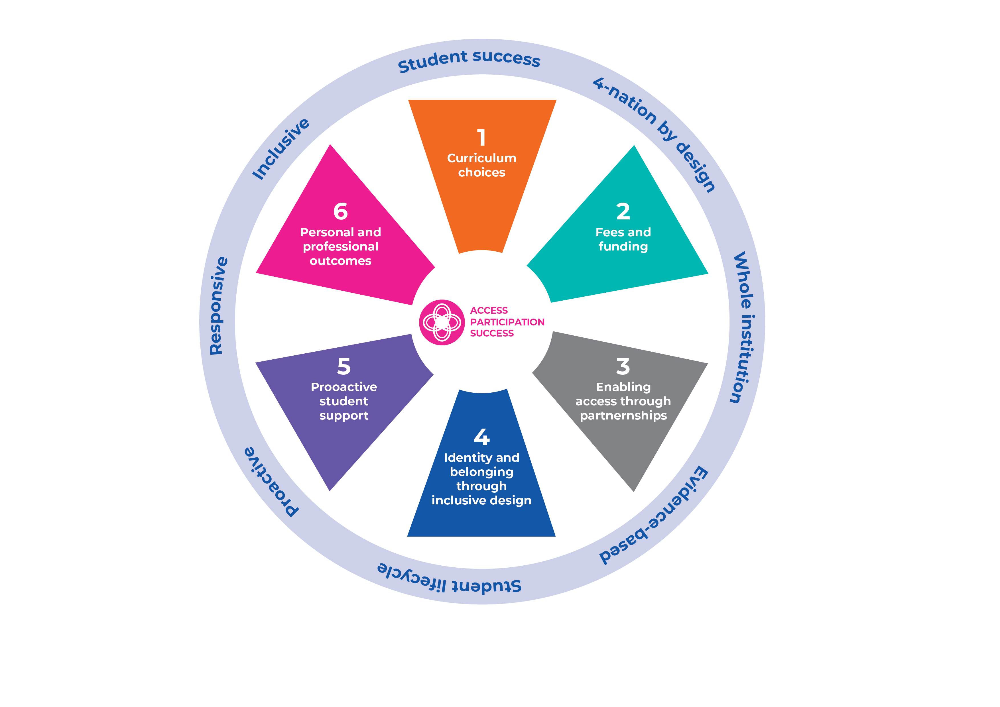 Student success
4-nation by design
Whole institution
Evidence-based
Student lifecycle
Proactive
Responsive
Inclusive
1
Curriculum
choices
2
Fees and
funding
3
Enabling
access through
partnernships
4
Identity and
belonging
through
inclusive design
5
Prooactive
student
support
6
Personal and
professional
outcomes
ACCESS
PARTICIPATION
SUCCESS